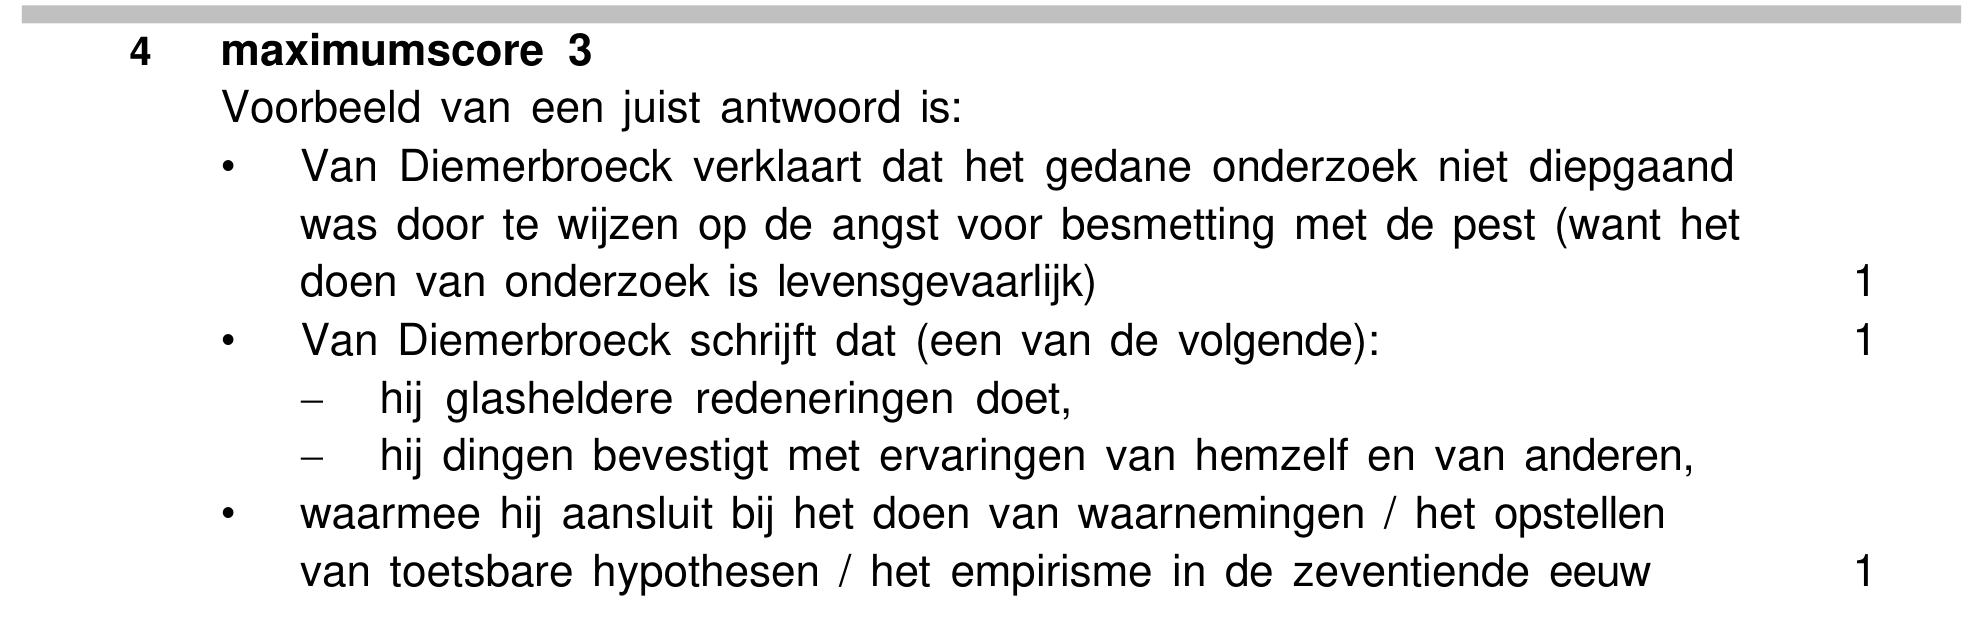 4 maximumscore 3
Voorbeeld van een juist antwoord is:
• Van Diemerbroeck verklaart dat het gedane onderzoek niet diepgaand
was door te wijzen op de angst voor besmetting met de pest (want het
doen van onderzoek is levensgevaarlijk) 1
• Van Diemerbroeck schrijft dat (een van de volgende): 1
− hij glasheldere redeneringen doet,
− hij dingen bevestigt met ervaringen van hemzelf en van anderen,
• waarmee hij aansluit bij het doen van waarnemingen / het opstellen
van toetsbare hypothesen / het empirisme in de zeventiende eeuw 1